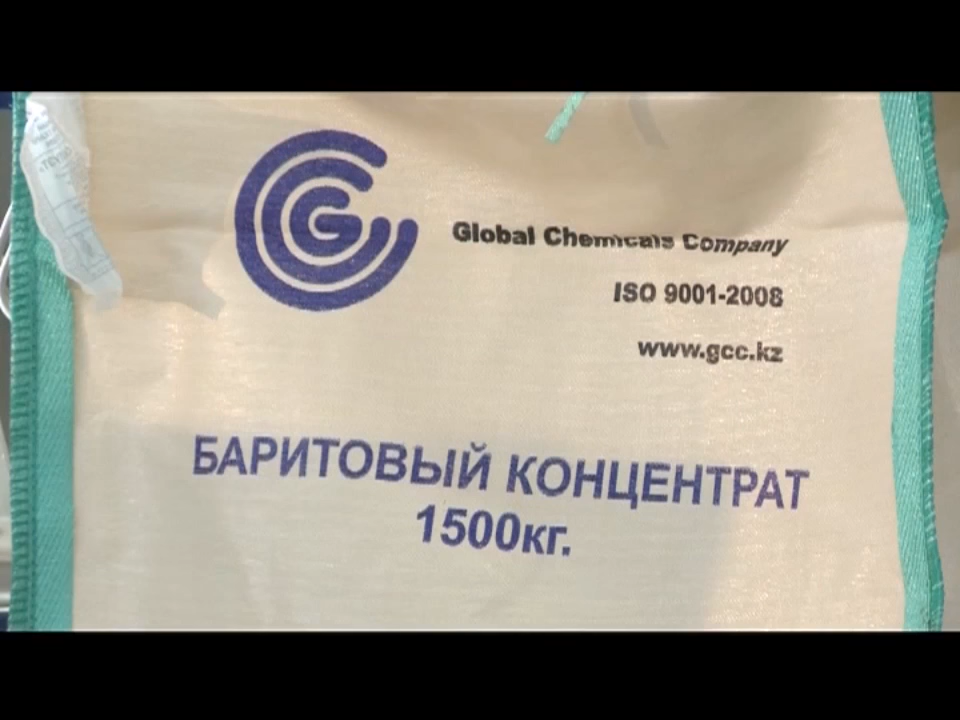 G
Global Chemicals Company
ISO 9001-2008
www.gcc.kz
БАРИТОВЫЙ КОНЦЕНТРАТ
1500кг.